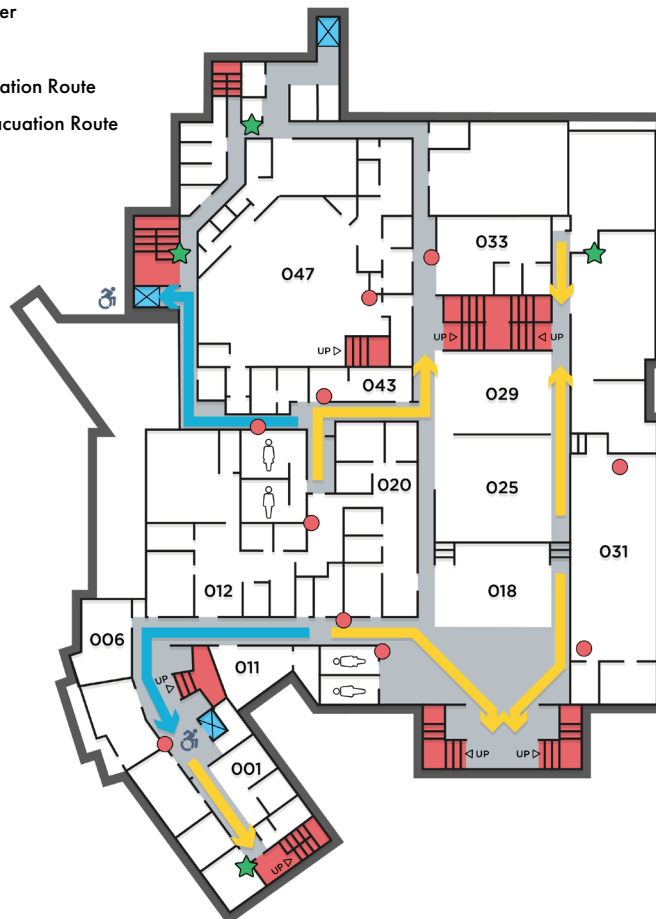 er
ation Route
acuation Route
033
047
UP
UP
UP
043
029
020
025
031
012
018
006
011
UP
001
UP
UP
UP